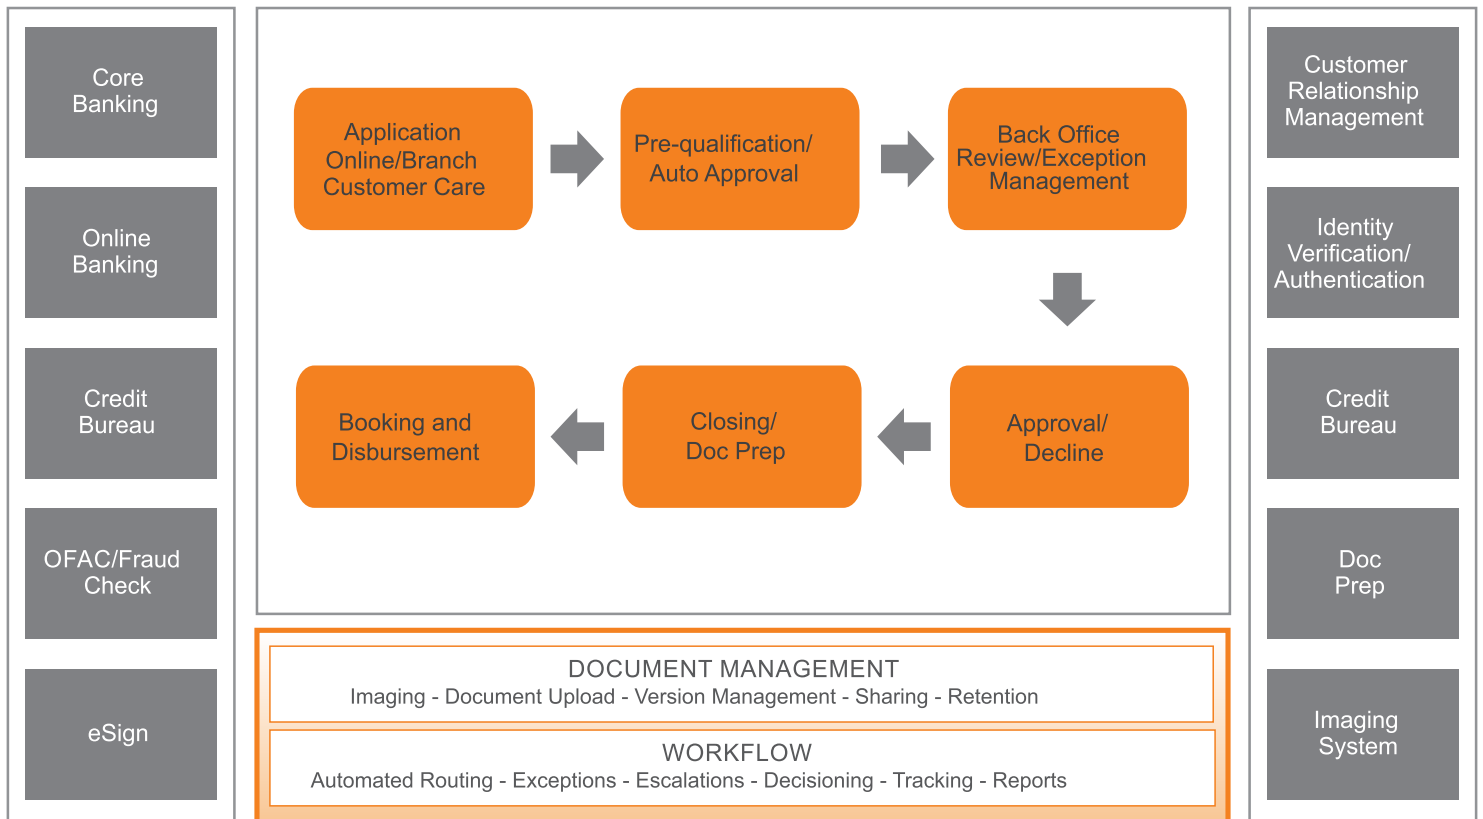 Core
Banking
Online
Banking
Credit
Bureau
OFAC/Fraud
Check
eSign
Application
Online/Branch
Customer Care
Pre-qualification/
Auto Approval
Back Office
Review/Exception
Management
Approval/
Decline
Closing/
Doc Prep
Booking and
Disbursement
DOCUMENT MANAGEMENT
Imaging - Document Upload - Version Management - Sharing - Retention
WORKFLOW
Automated Routing - Exceptions - Escalations - Decisioning - Tracking - Reports
Customer
Relationship
Management
Identity
Verification/
Authentication
Credit
Bureau
Doc
Prep
Imaging
System